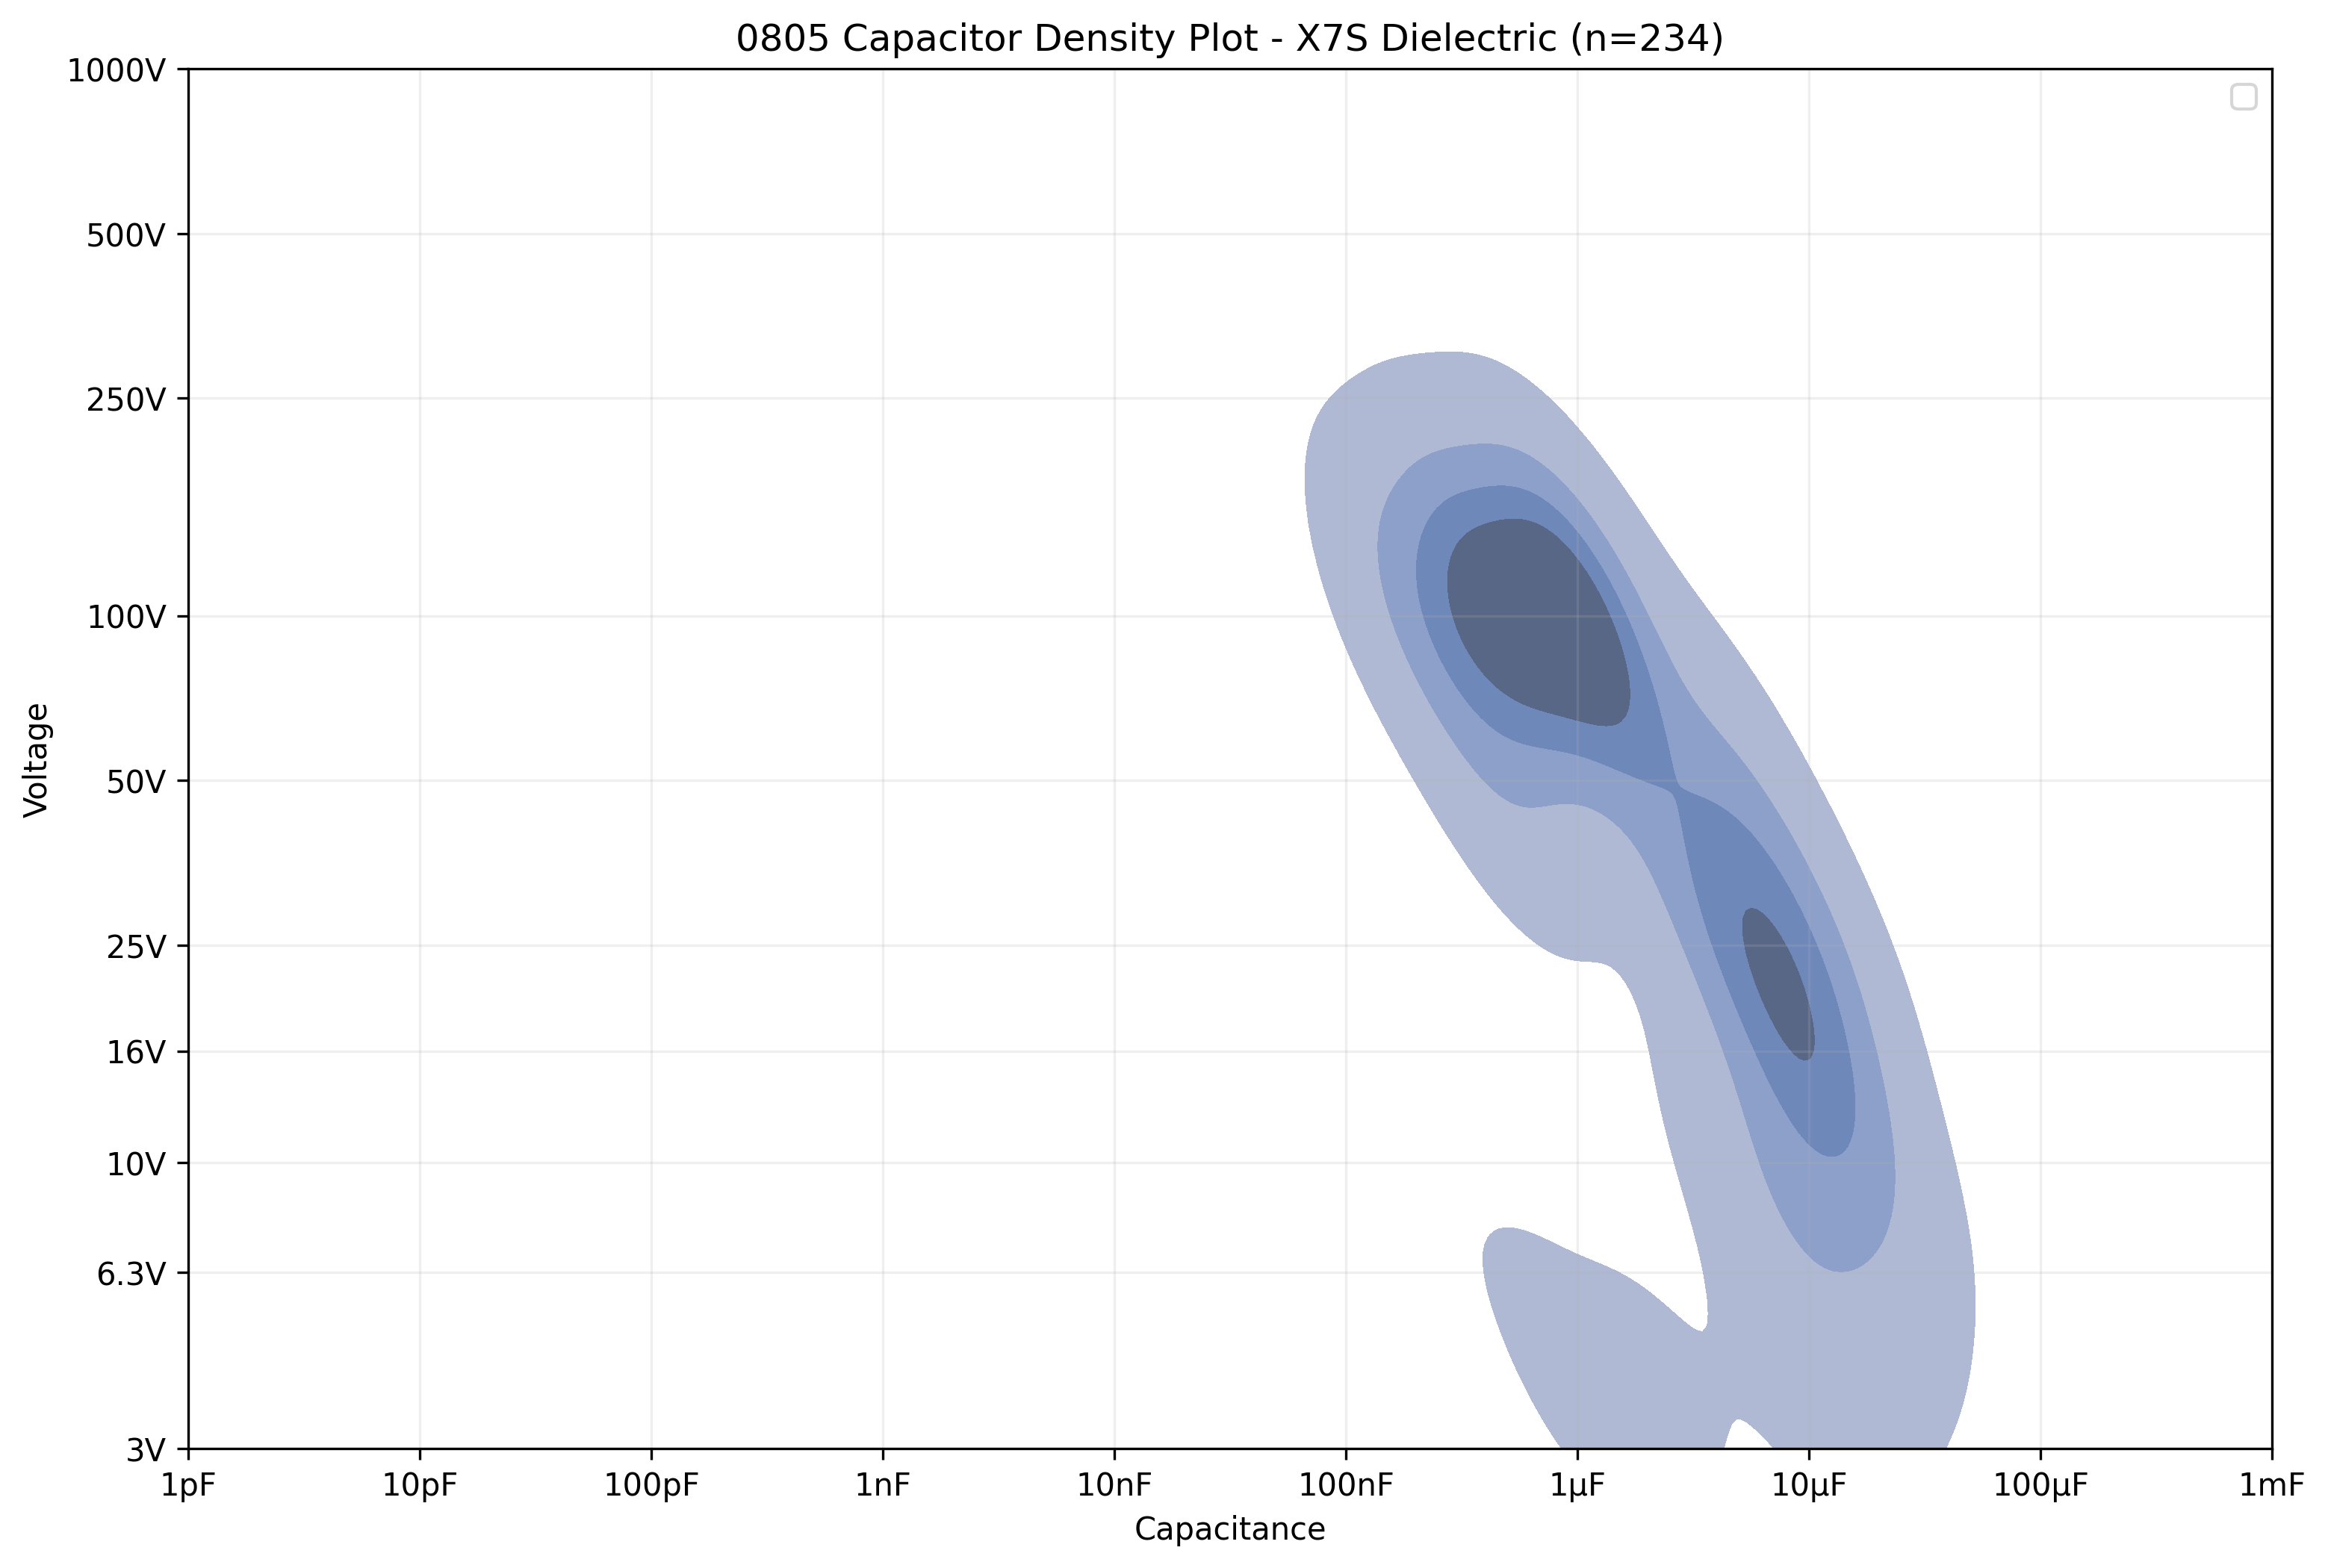 0805 Capacitor Density Plot - X7S Dielectric (n=234)
1000V
500V
250V
100V
50V
25V
16V
10V
6.3V
3V
Voltage
1pF 10pF 100pF 1nF 10nF 100nF 1μF 10μF 100μF 1mF
Capacitance